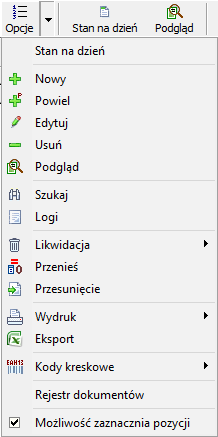 Opcje
Stan na dzień
Podgląd
Stan na dzień
Nowy
Powiel
Edytuj
Usuń
Podgląd
Szukaj
Logi
Likwidacja
Przenieś
Przesunięcie
Wydruk
Eksport
EAN13
Kody kreskowe
Rejestr dokumentów
Możliwość zaznacznia pozycji